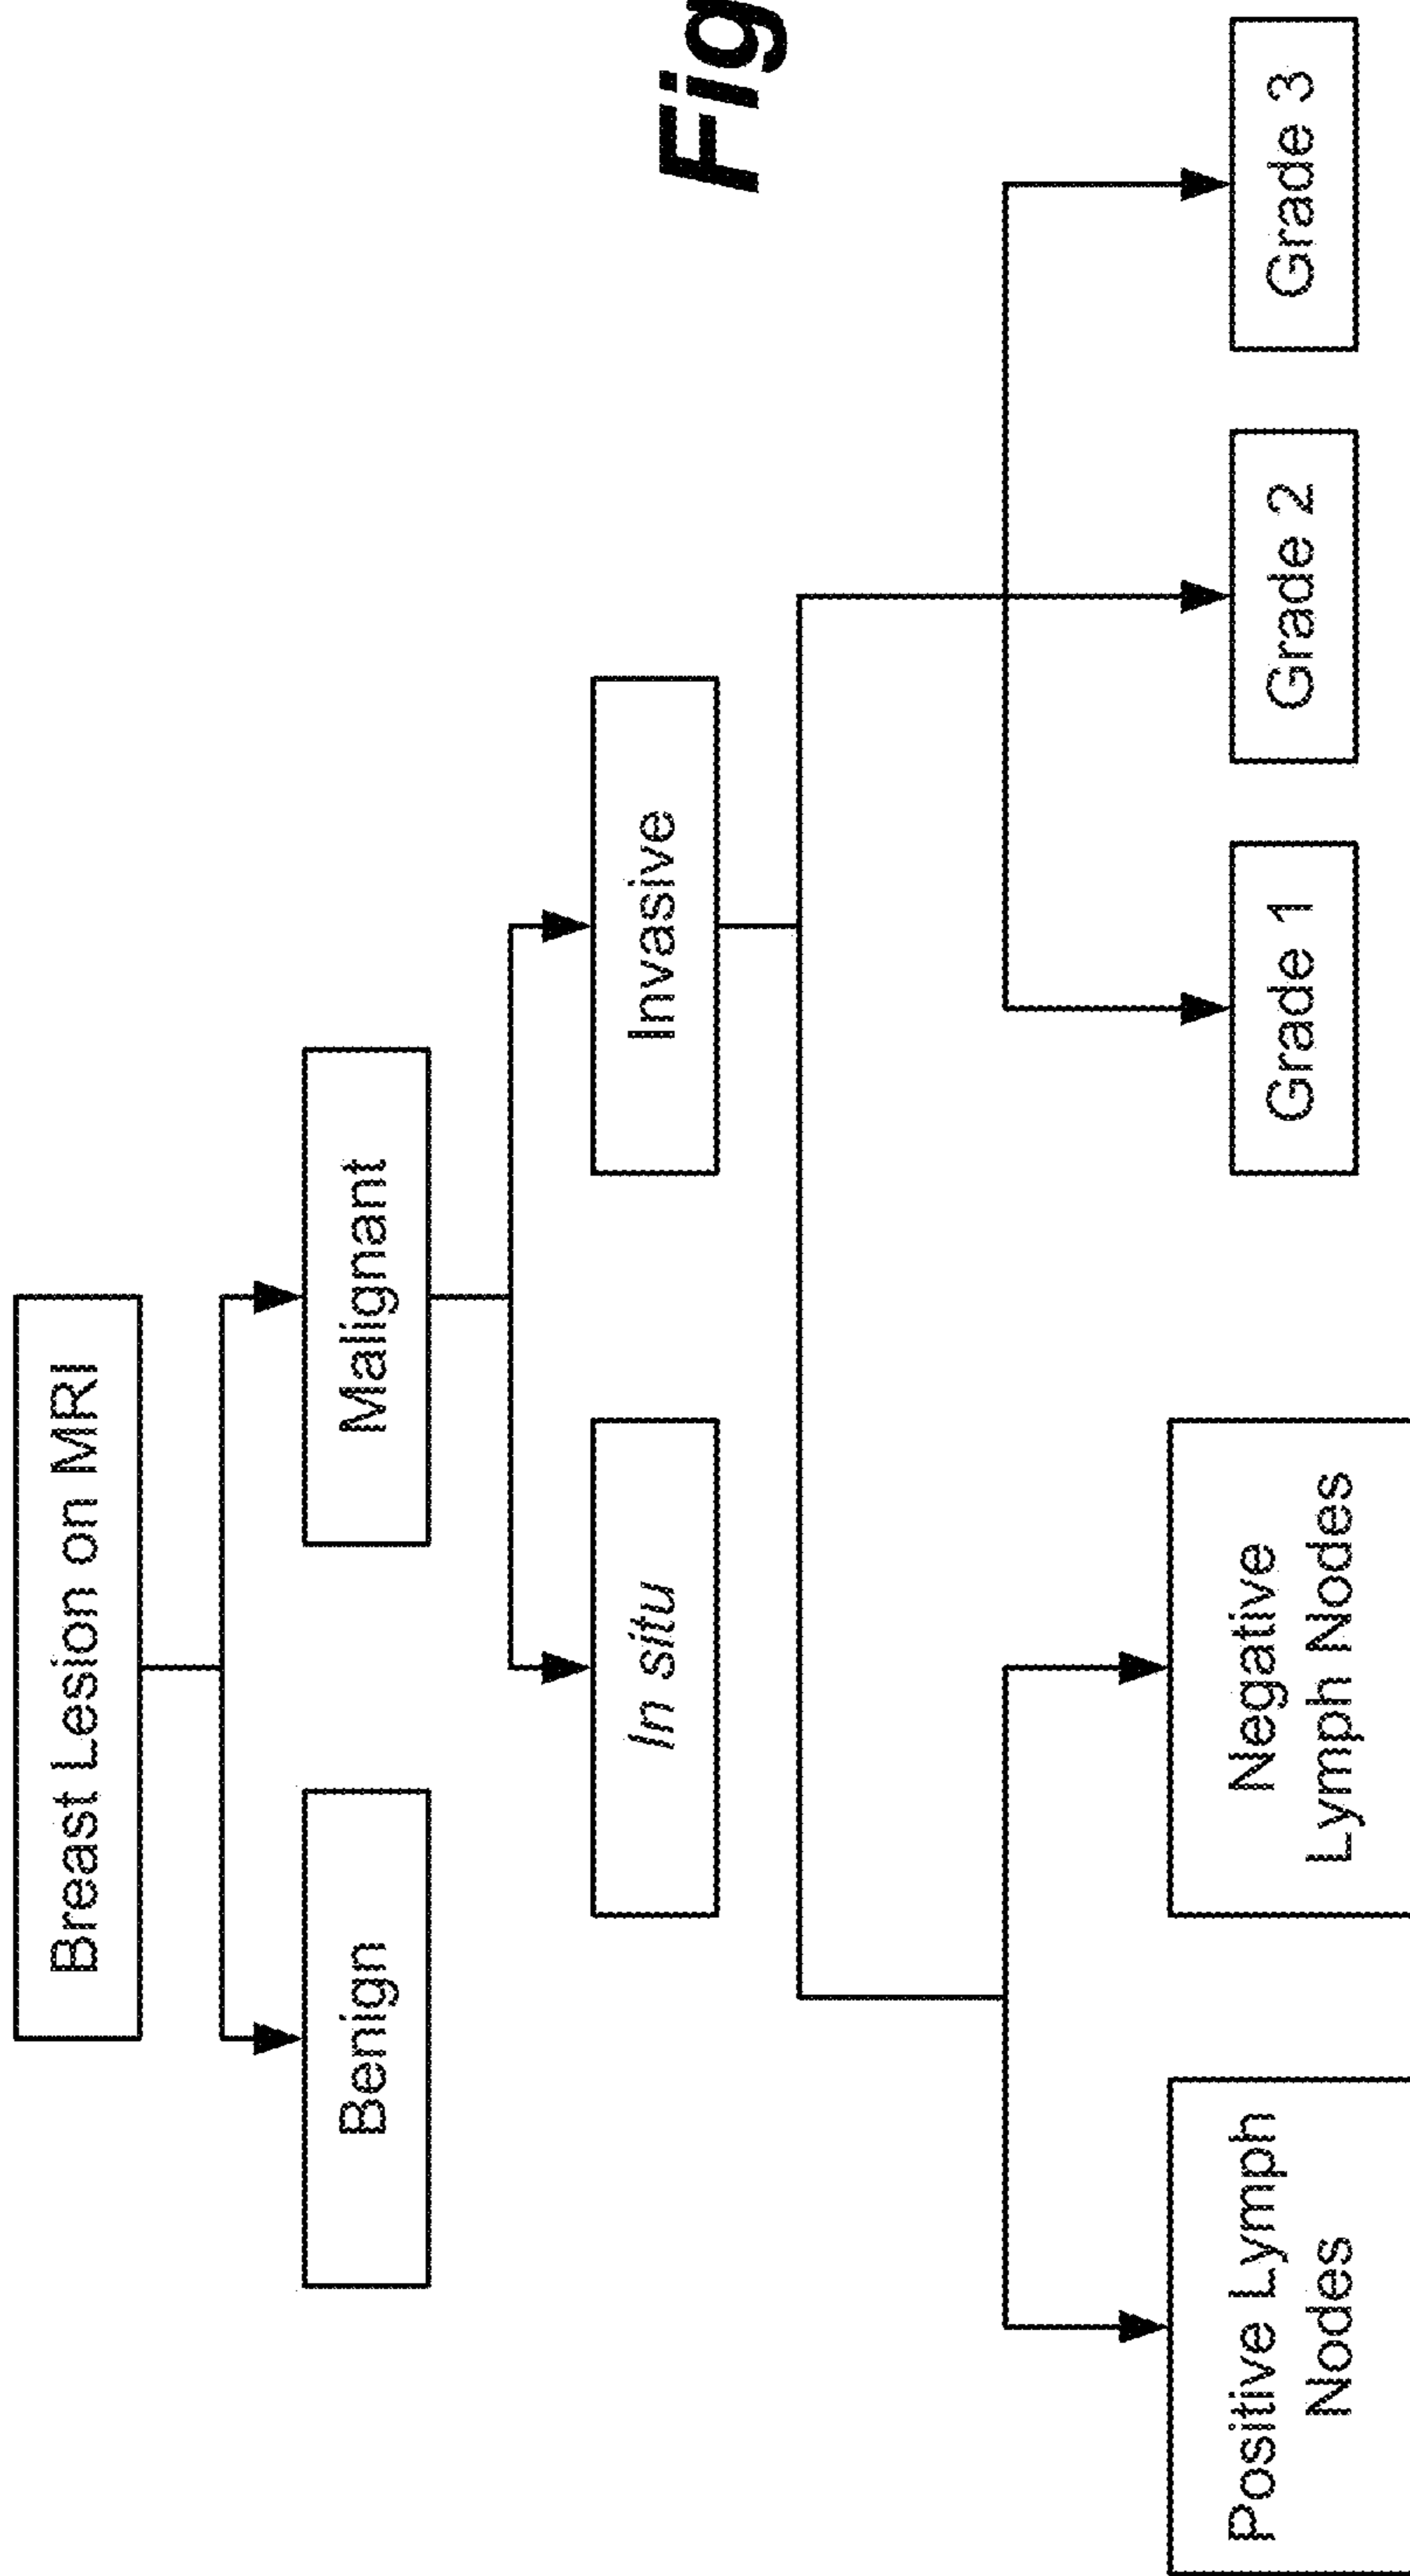 Breast Lesion on MRI
Benign
Malignant
In situ
Invasive
Positive Lymph
Nodes
Negative
Lymph Nodes
Grade 1
Grade 2
Grade 3
Fig